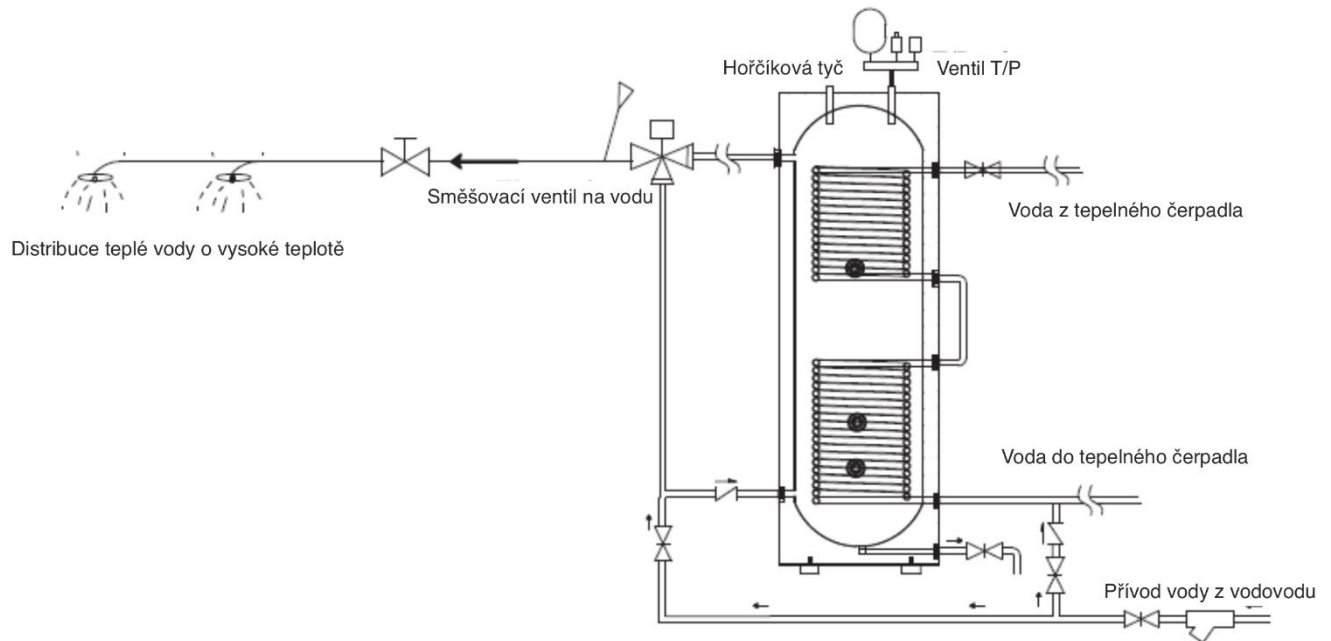 Hořčíková tyč
Ventil T/P
Směšovací ventil na vodu
Voda z tepelného čerpadla
Distribuce teplé vody o vysoké teplotě
Voda do tepelného čerpadla
Přívod vody z vodovodu